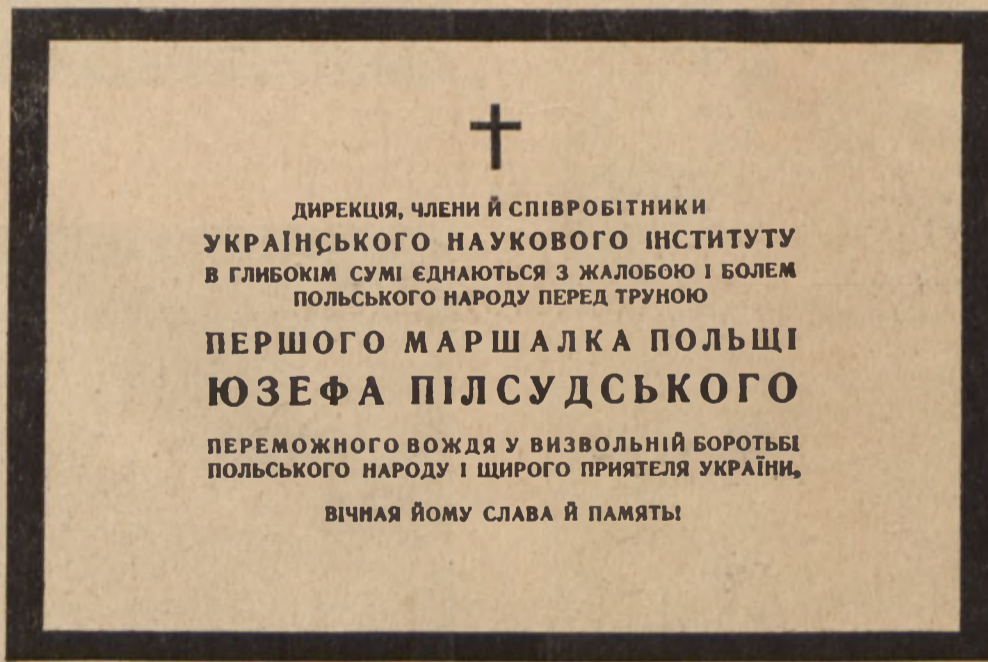 ДИРЕКЦІЯ, ЧЛЕНИ Й СПІВРОБІТНИКИ
УКРАЇНСЬКОГО НАУКОВОГО ІНСТИТУТУ
В ГЛИБОКІМ СУМІ ЄДНАЮТЬСЯ З ЖАЛОБОЮ І БОЛЕМ
ПОЛЬСЬКОГО НАРОДУ ПЕРЕД ТРУНОЮ
ПЕРШОГО МАРШАЛКА ПОЛЬЩІ
ЮЗЕФА ПІЛСУДСЬКОГО
ПЕРЕМОЖНОГО ВОЖДЯ У ВИЗВОЛЬНІЙ БОРОТЬБІ
ПОЛЬСЬКОГО НАРОДУ І ЩИРОГО ПРИЯТЕЛЯ УКРАЇНИ,
ВІЧНАЯ ЙОМУ СЛАВА Й ПАМЯТЬ!